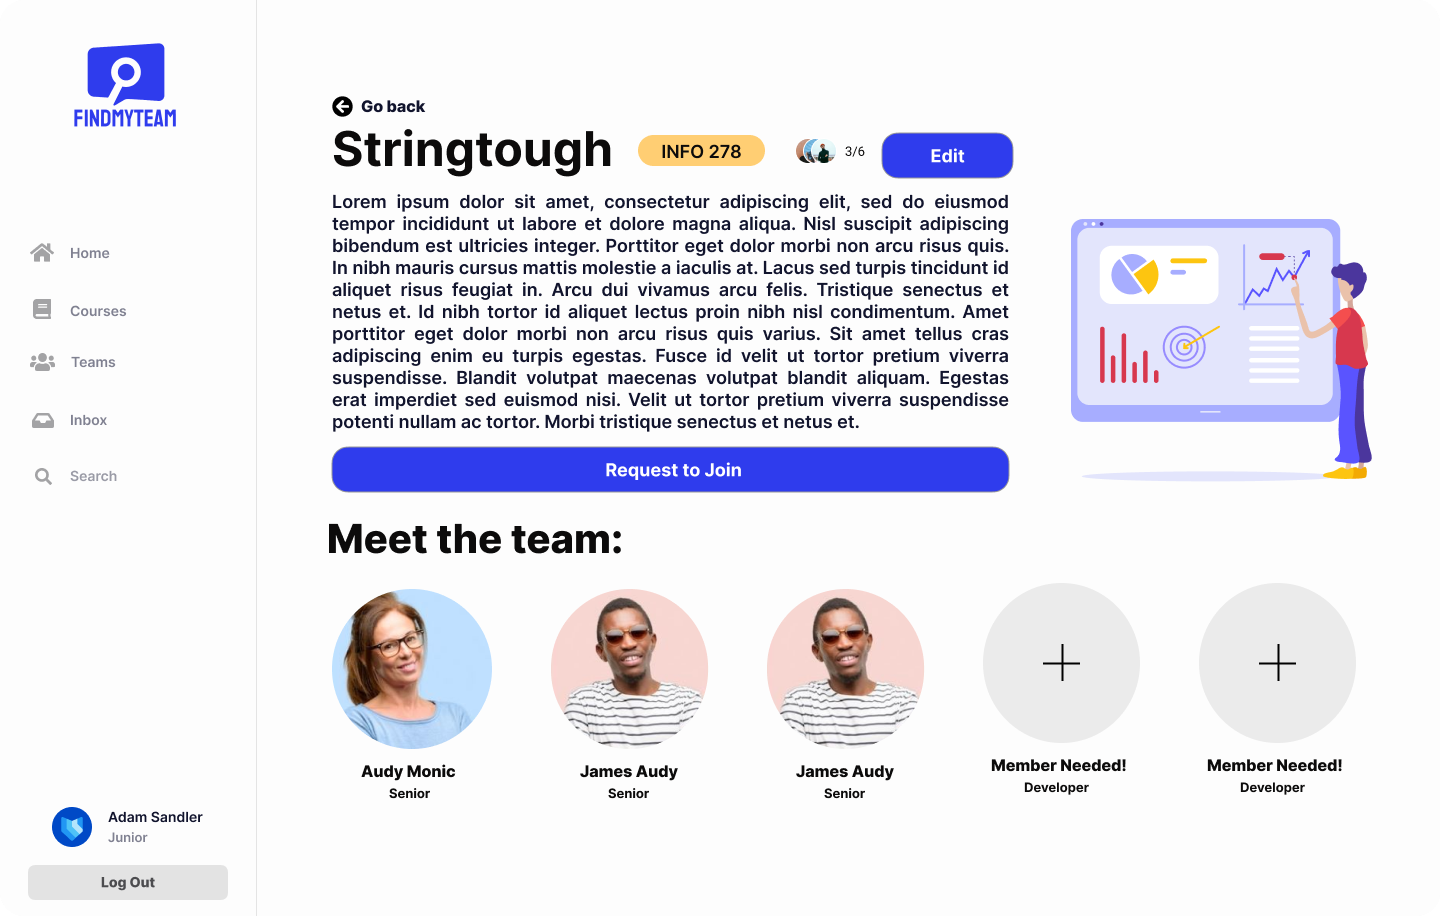 FINDMYTEAM
Home
Courses
Teams
Inbox
Search
Adam Sandler
Junior
Log Out
Go back
Stringtough
INFO 278
3/6
Edit
Lorem ipsum dolor sit amet, consectetur adipiscing elit, sed do eiusmod
tempor incididunt ut labore et dolore magna aliqua. Nisl suscipit adipiscing
bibendum est ultricies integer. Porttitor eget dolor morbi non arcu risus quis.
In nibh mauris cursus mattis molestie a iaculis at. Lacus sed turpis tincidunt id
aliquet risus feugiat in. Arcu dui vivamus arcu felis. Tristique senectus et
netus et. Id nibh tortor id aliquet lectus proin nibh nisl condimentum. Amet
porttitor eget dolor morbi non arcu risus quis varius. Sit amet tellus cras
adipiscing enim eu turpis egestas. Fusce id velit ut tortor pretium viverra
suspendisse. Blandit volutpat maecenas volutpat blandit aliquam. Egestas
erat imperdiet sed euismod nisi. Velit ut tortor pretium viverra suspendisse
potenti nullam ac tortor. Morbi tristique senectus et netus et.
Request to Join
Meet the team:
Audy Monic
Senior
James Audy
Senior
James Audy
Senior
Member Needed!
Developer
Member Needed!
Developer